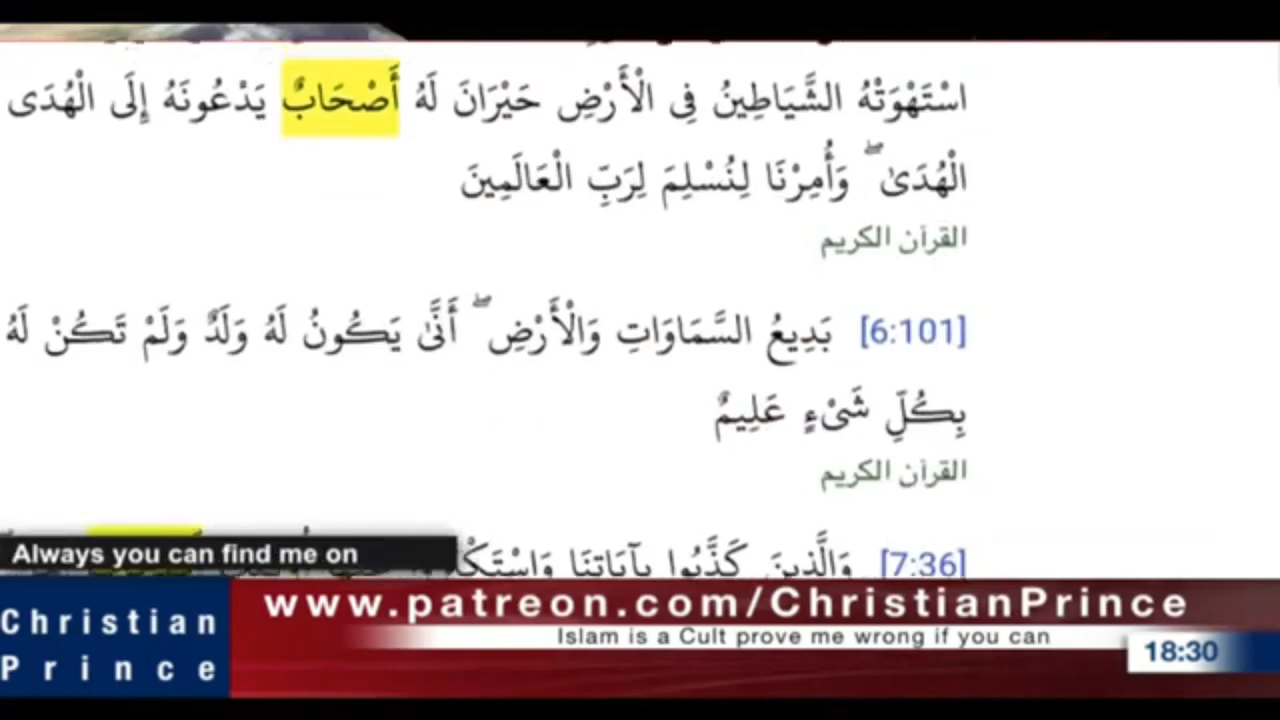 اسْتَهْوَتْهُ الشَّيَاطِينُ فِي الْأَرْضِ حَيْرَانَ لَهُ أَصْحَابٌ يَدْعُونَهُ إِلَى الْهُدَى
الْهُدَىٰ ۖ وَأُمِرْنَا لِنُسْلِمَ لِرَبِّ الْعَالَمِينَ
القرآن الكريم
[6:101] بَدِيعُ السَّمَاوَاتِ وَالْأَرْضِ ۖ أَنَّىٰ يَكُونُ لَهُ وَلَدٌ وَلَمْ تَكُنْ لَهُ
بِكُلِّ شَيْءٍ عَلِيمٌ
القرآن الكريم
[7:36] وَالَّذِينَ كَذَّبُوا بِآيَاتِنَا
Always you can find me on
www.patreon.com/ChristianPrince
Islam is a Cult prove me wrong if you can
Christian
Prince
18:30